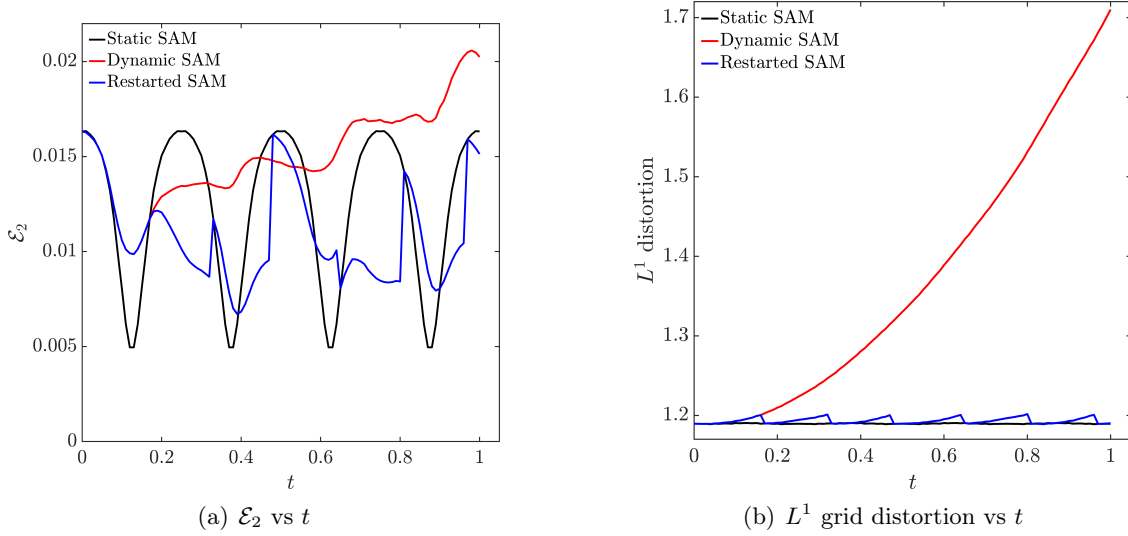 Static SAM
Dynamic SAM
Restarted SAM
0.02
0.015
0.01
0.005
0
ℰ₂
0 0.2 0.4 0.6 0.8 1
t
(a) ℰ₂ vs t
Static SAM
Dynamic SAM
Restarted SAM
1.7
1.6
1.5
1.4
1.3
1.2
L¹ distortion
0 0.2 0.4 0.6 0.8 1
t
(b) L¹ grid distortion vs t